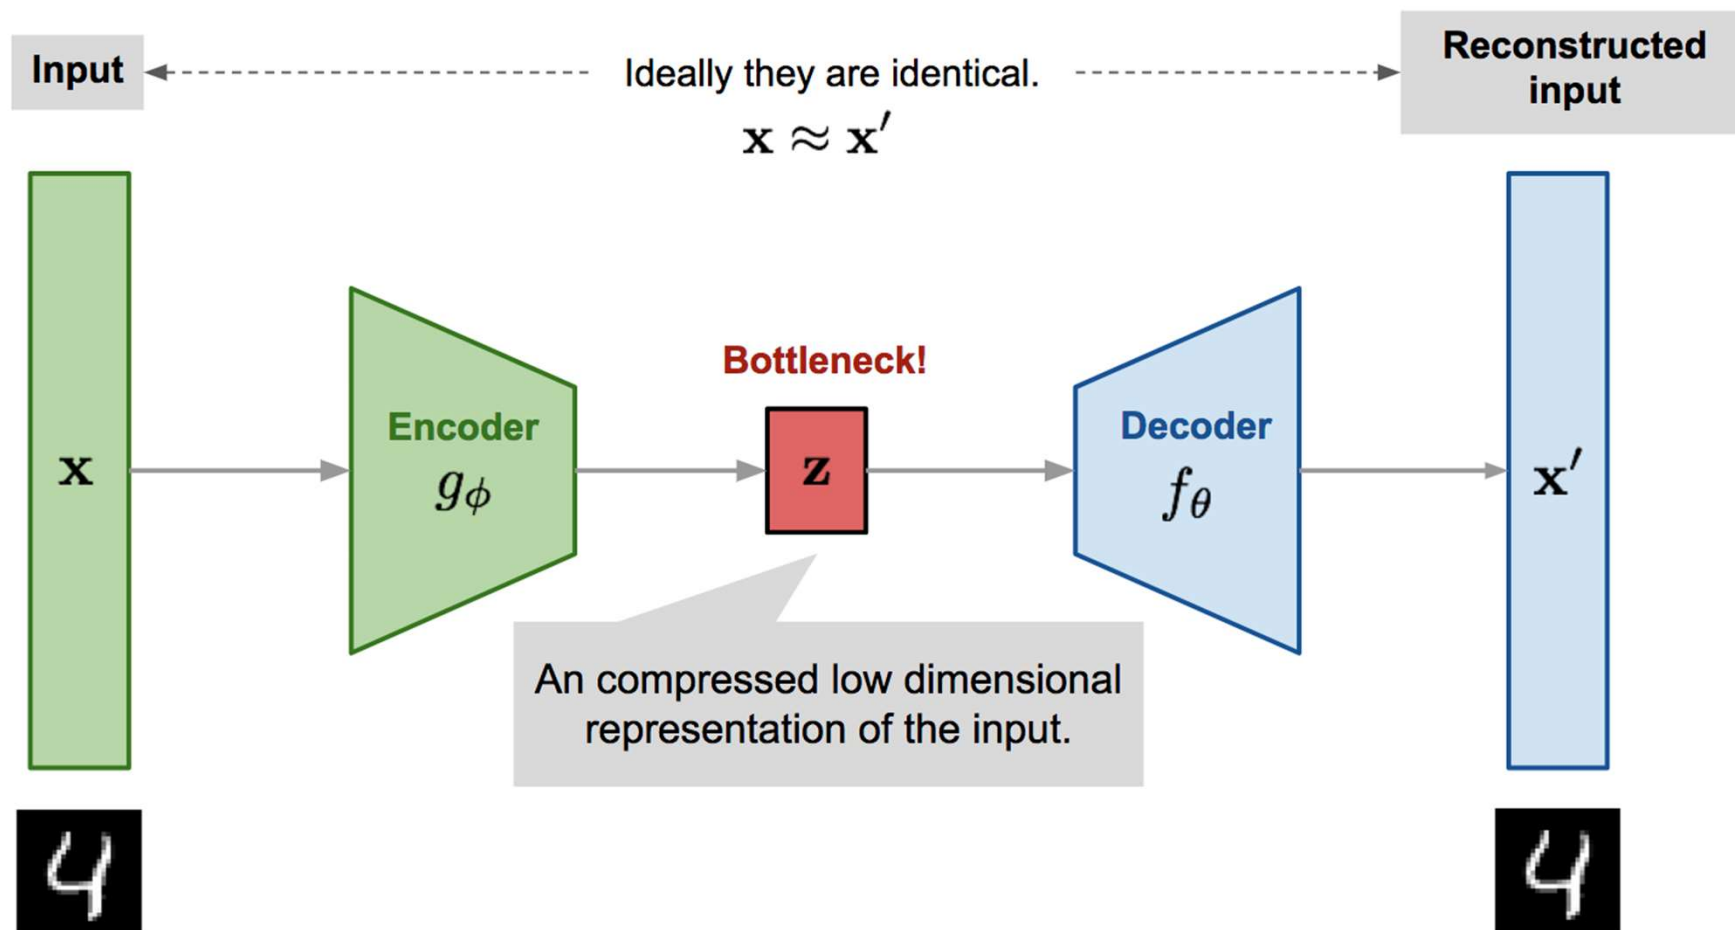 Input
Ideally they are identical.
x ≈ x′
Reconstructed
input
Bottleneck!
x
Encoder
gϕ
z
Decoder
fθ
x′
An compressed low dimensional
representation of the input.
4
4